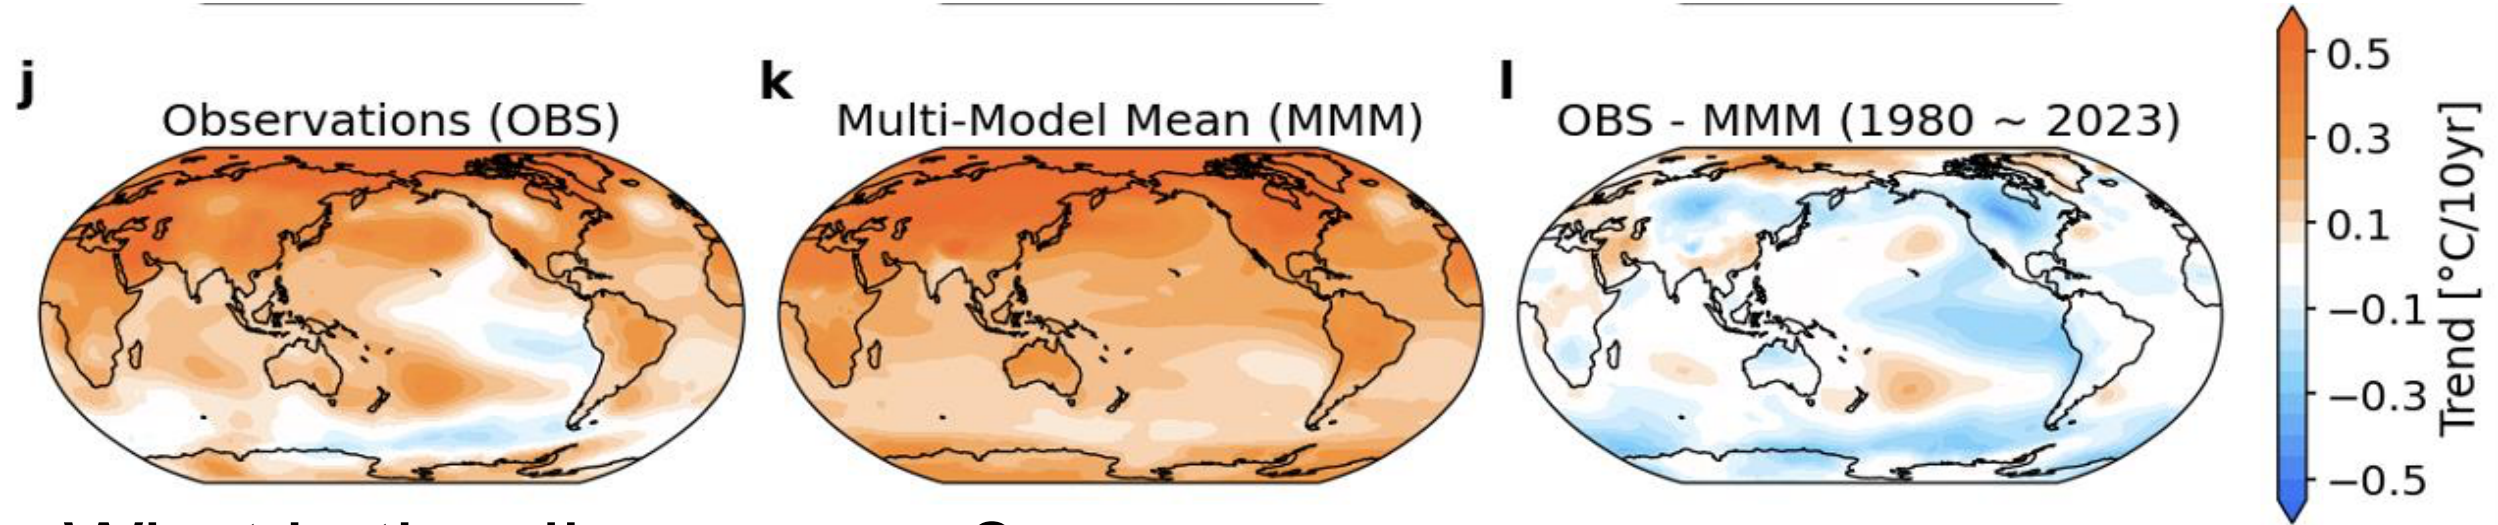 j
Observations (OBS)
k
Multi-Model Mean (MMM)
l
OBS - MMM (1980 ~ 2023)
0.5
0.3
0.1
−0.1
−0.3
−0.5
Trend [°C/10yr]